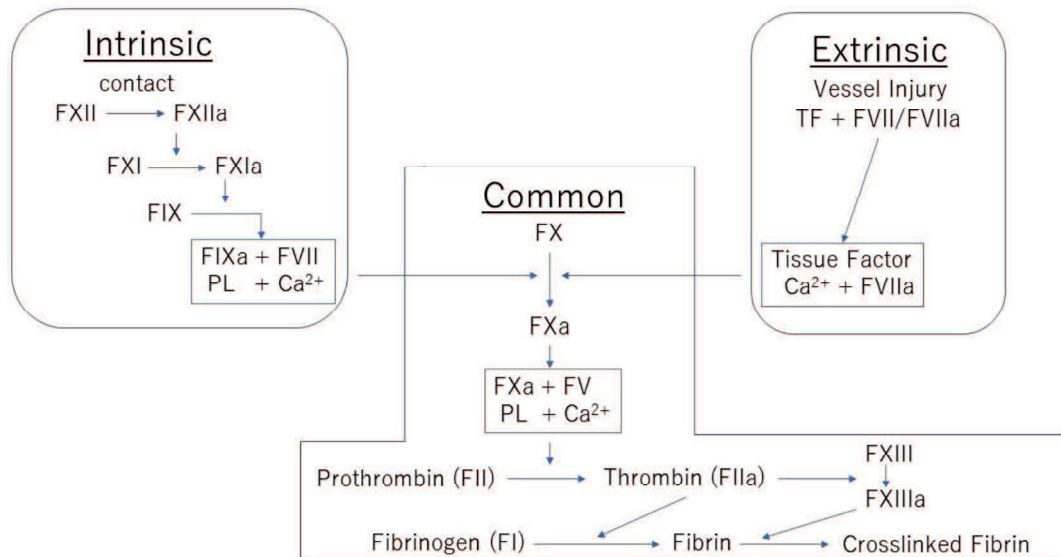 Intrinsic
contact
FXII FXIIa
FXI FXIa
FIX
FIXa + FVII
PL + Ca²⁺
Extrinsic
Vessel Injury
TF + FVII/FVIIa
Tissue Factor
Ca²⁺ + FVIIa
Common
FX
FXa
FXa + FV
PL + Ca²⁺
Prothrombin (FII) Thrombin (FIIa) FXIII
FXIIIa
Fibrinogen (FI) Fibrin Crosslinked Fibrin